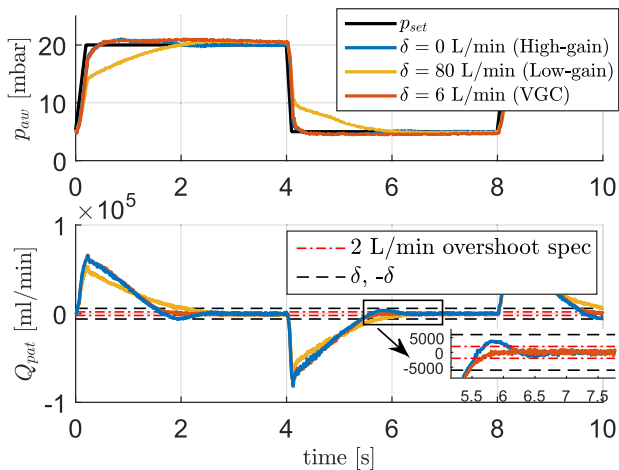 20
10
0
p_aw [mbar]
p_set
δ = 0 L/min (High-gain)
δ = 80 L/min (Low-gain)
δ = 6 L/min (VGC)
0 2 4 6 8 10
× 10^5
1
0
-1
Q_pat [ml/min]
2 L/min overshoot spec
δ, -δ
5000
0
-5000
5.5 6 6.5 7 7.5
0 2 4 6 8 10
time [s]